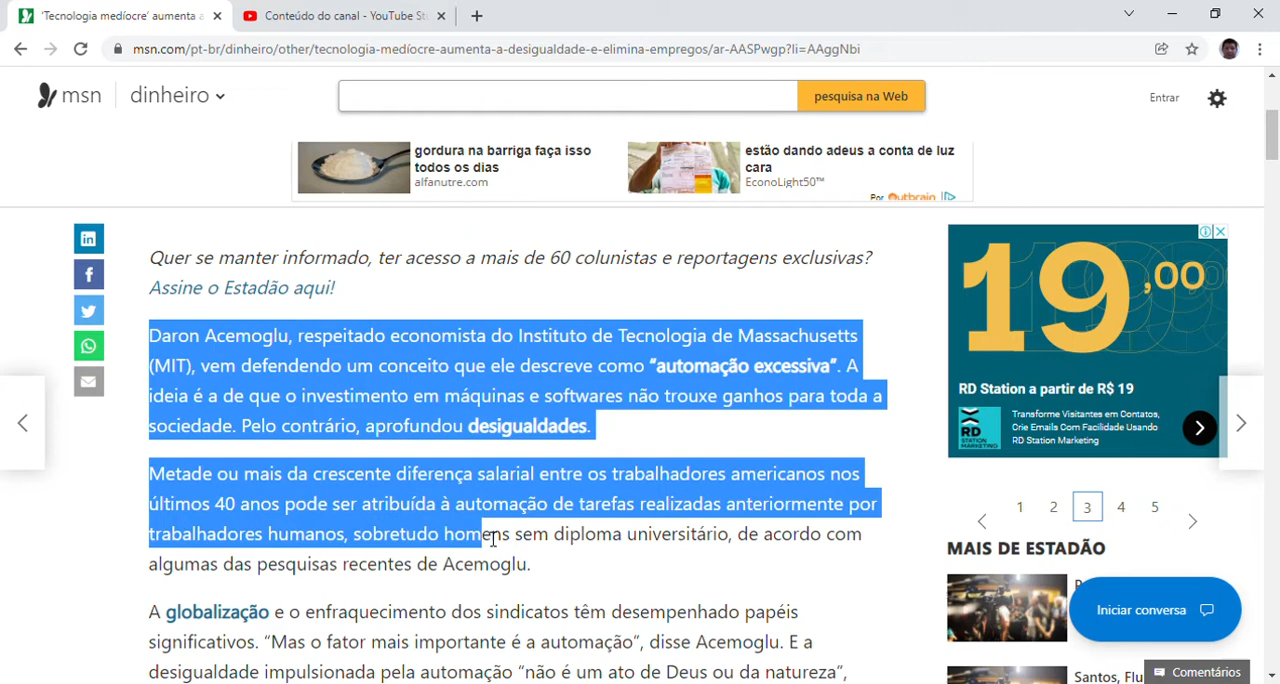 'Tecnologia medíocre' aumenta a
Conteúdo do canal - YouTube St
msn.com/pt-br/dinheiro/other/tecnologia-medíocre-aumenta-a-desigualdade-e-elimina-empregos/ar-AASPwgp?li=AAggNbi
msn
dinheiro
pesquisa na Web
Entrar
gordura na barriga faça isso
todos os dias
alfanutre.com
estão dando adeus a conta de luz
cara
EconoLight50™
Por Outbrain
Quer se manter informado, ter acesso a mais de 60 colunistas e reportagens exclusivas?
Assine o Estadão aqui!
Daron Acemoglu, respeitado economista do Instituto de Tecnologia de Massachusetts
(MIT), vem defendendo um conceito que ele descreve como “automação excessiva”. A
ideia é a de que o investimento em máquinas e softwares não trouxe ganhos para toda a
sociedade. Pelo contrário, aprofundou desigualdades.
Metade ou mais da crescente diferença salarial entre os trabalhadores americanos nos
últimos 40 anos pode ser atribuída à automação de tarefas realizadas anteriormente por
trabalhadores humanos, sobretudo homens sem diploma universitário, de acordo com
algumas das pesquisas recentes de Acemoglu.
A globalização e o enfraquecimento dos sindicatos têm desempenhado papéis
significativos. “Mas o fator mais importante é a automação”, disse Acemoglu. E a
desigualdade impulsionada pela automação “não é um ato de Deus ou da natureza”,
19,00
RD Station a partir de R$ 19
RD
STATION
MARKETING
Transforme Visitantes em Contatos,
Crie Emails Com Facilidade Usando
RD Station Marketing
1 2 3 4 5
MAIS DE ESTADÃO
Iniciar conversa
Santos, Flu
Comentários